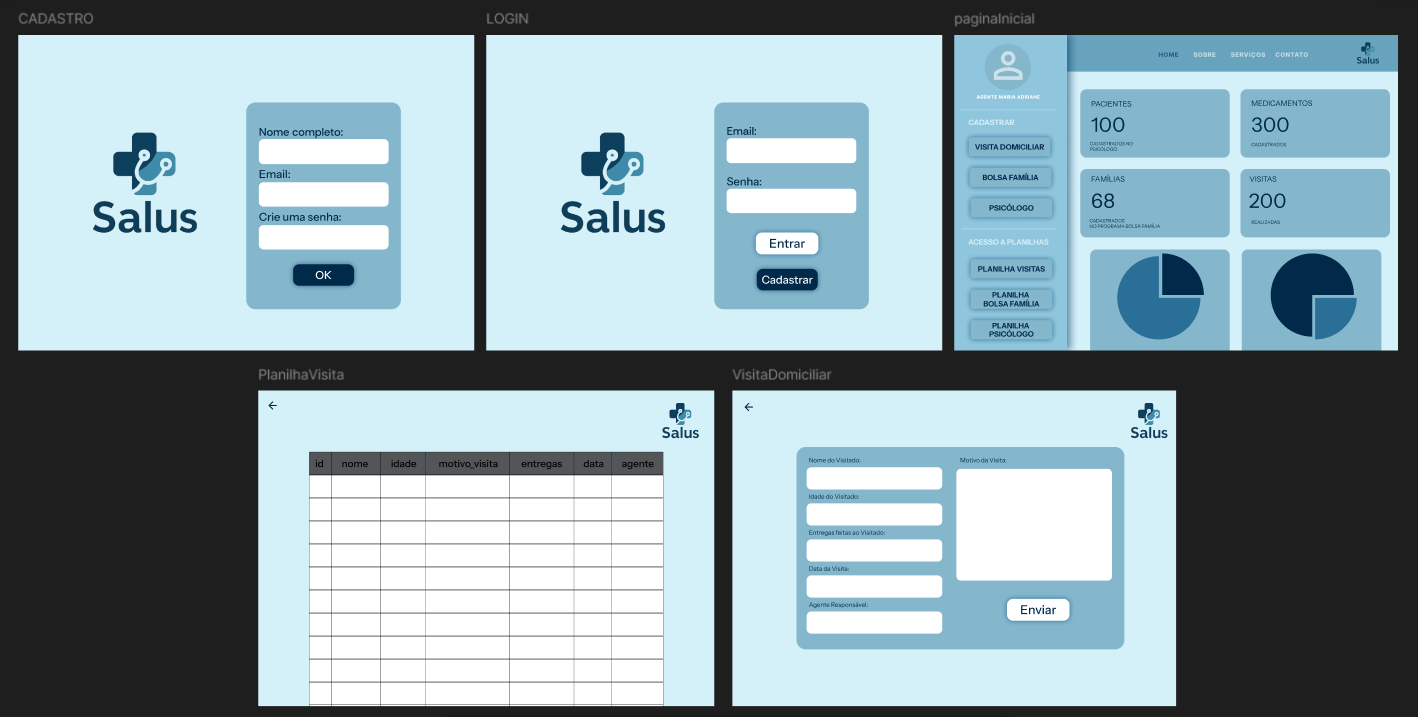 CADASTRO
Salus
Nome completo:
Email:
Crie uma senha:
OK
LOGIN
Salus
Email:
Senha:
Entrar
Cadastrar
paginaInicial
AGENTE MARIA ADRIANE
CADASTRAR
VISITA DOMICILIAR
BOLSA FAMÍLIA
PSICÓLOGO
ACESSO A PLANILHAS
PLANILHA VISITAS
PLANILHA
BOLSA FAMÍLIA
PLANILHA
PSICÓLOGO
HOME SOBRE SERVIÇOS CONTATO
Salus
PACIENTES
100
CADASTRADOS NO
PSICÓLOGO
MEDICAMENTOS
300
CADASTRADOS
FAMÍLIAS
68
CADASTRADOS
NO PROGRAMA BOLSA FAMÍLIA
VISITAS
200
REALIZADAS
PlanilhaVisita
←
Salus
id nome idade motivo_visita entregas data agente
VisitaDomiciliar
←
Salus
Nome do Visitado:
Idade do Visitado:
Entregas feitas ao Visitado:
Data da Visita:
Agente Responsável:
Motivo da Visita:
Enviar